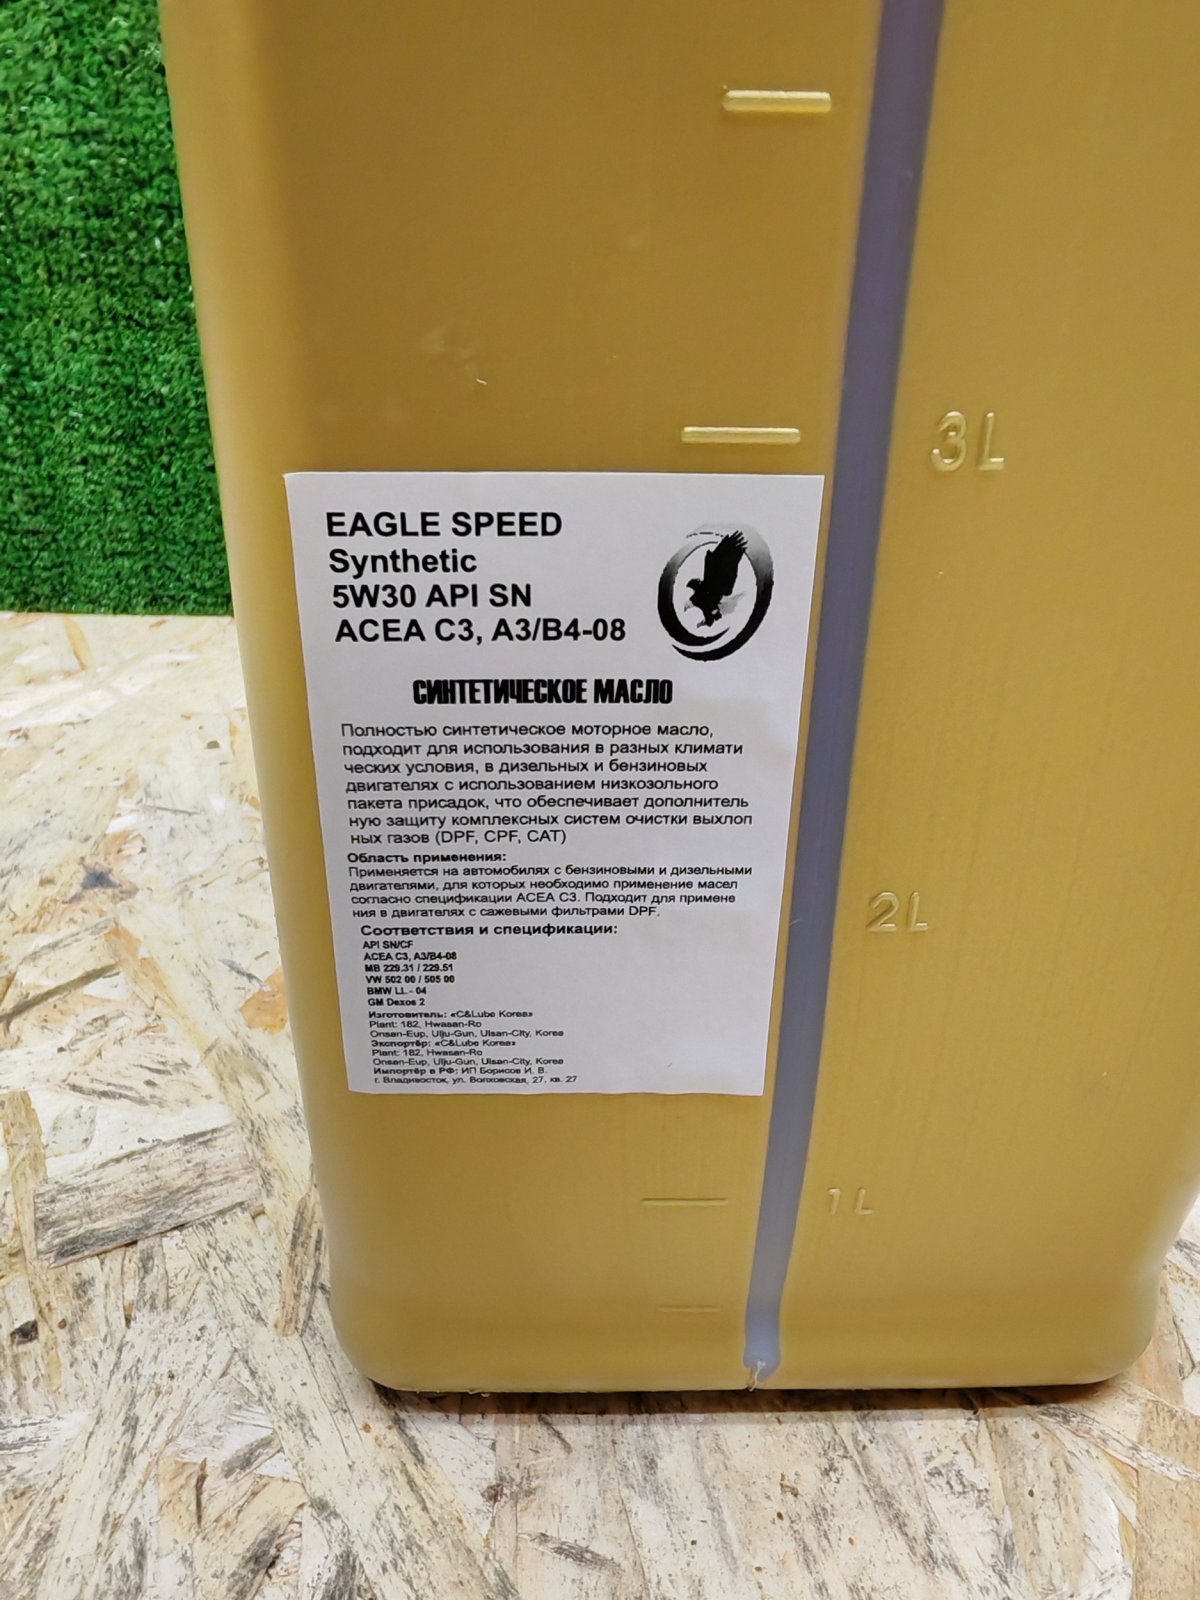 3L
EAGLE SPEED
Synthetic
5W30 API SN
ACEA C3, A3/B4-08
СИНТЕТИЧЕСКОЕ МАСЛО
Полностью синтетическое моторное масло,
подходит для использования в разных климати
ческих условия, в дизельных и бензиновых
двигателях с использованием низкозольного
пакета присадок, что обеспечивает дополнитель
ную защиту комплексных систем очистки выхлоп
ных газов (DPF, CPF, CAT)
Область применения:
Применяется на автомобилях с бензиновыми и дизельными
двигателями, для которых необходимо применение масел
согласно спецификации ACEA C3. Подходит для примене
ния в двигателях с сажевыми фильтрами DPF.
2L
Соответствия и спецификации:
API SN/CF
ACEA C3, A3/B4-08
MB 229.31 / 229.51
VW 502 00 / 505 00
BMW LL - 04
GM Dexos 2
Изготовитель: «C&Lube Korea»
Plant: 182, Hwasan-Ro
Onsan-Eup, Ulju-Gun, Ulsan-City, Korea
Экспортёр: «C&Lube Korea»
Plant: 182, Hwasan-Ro
Onsan-Eup, Ulju-Gun, Ulsan-City, Korea
Импортёр в РФ: ИП Борисов И. В.
г. Владивосток, ул. Волховская, 27, кв. 27
1L